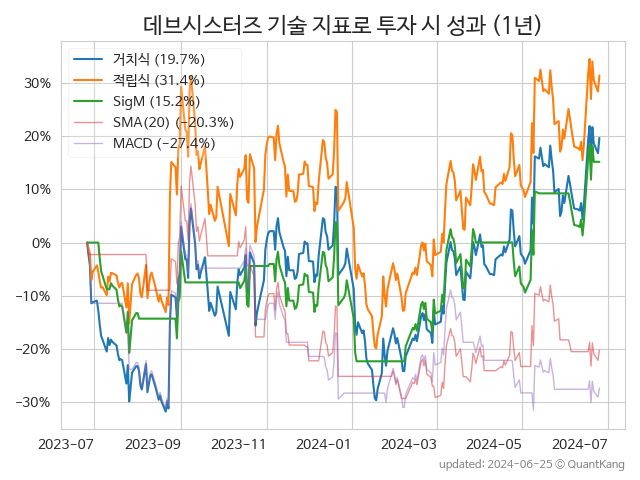 데브시스터즈 기술 지표로 투자 시 성과 (1년)
거치식 (19.7%)
적립식 (31.4%)
SigM (15.2%)
SMA(20) (−20.3%)
MACD (−27.4%)
30%
20%
10%
0%
−10%
−20%
−30%
2023-07 2023-09 2023-11 2024-01 2024-03 2024-05 2024-07
updated: 2024-06-25 ⓒ QuantKang